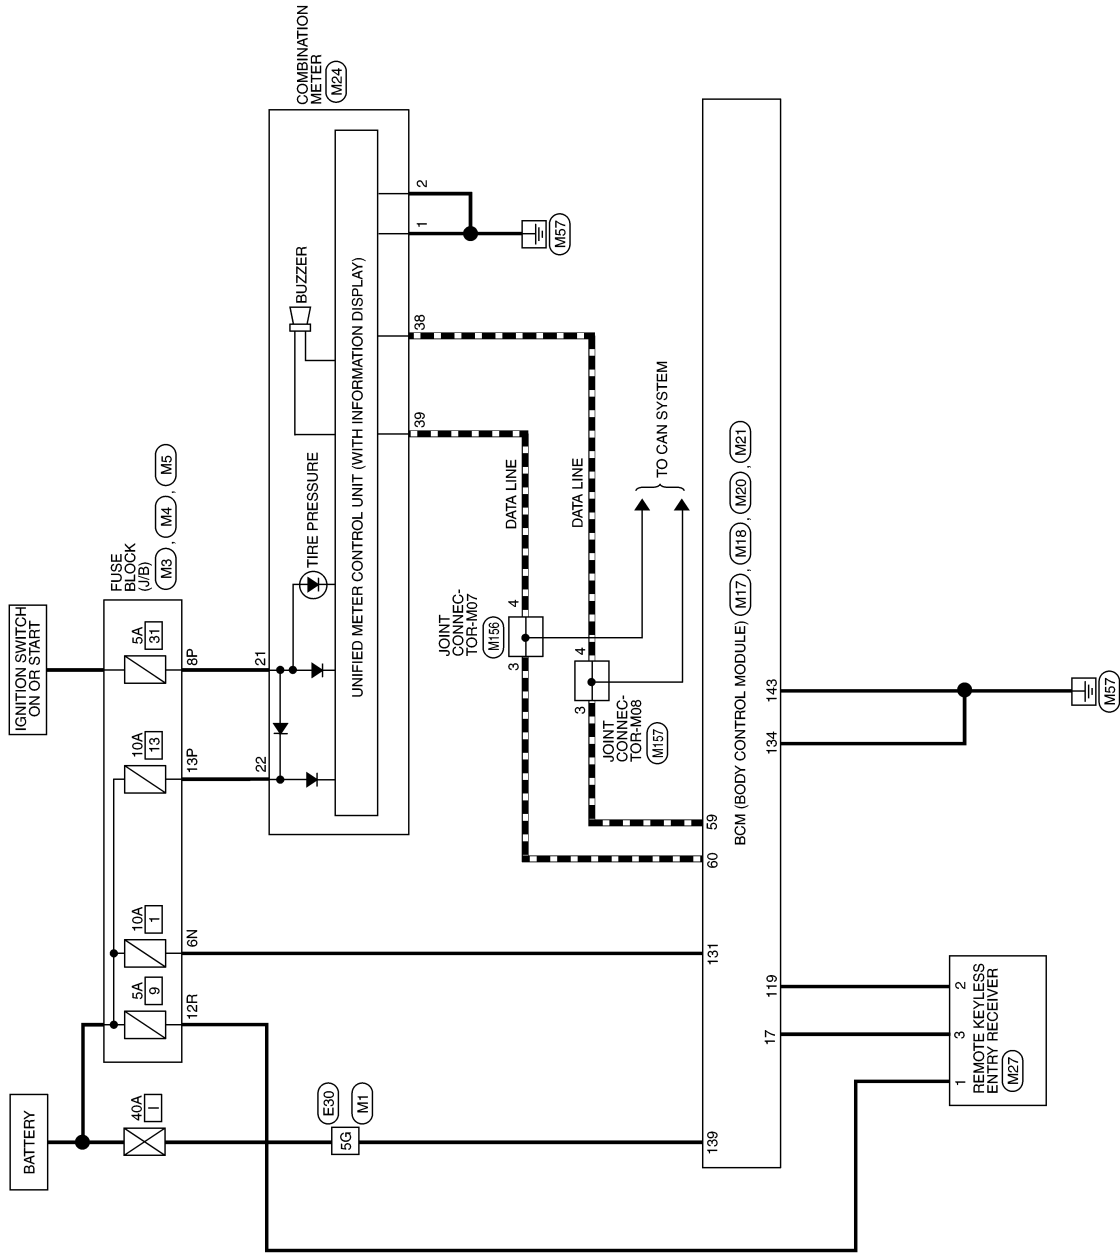 BATTERY
IGNITION SWITCH
ON OR START
40A
I
5A
9
10A
1
10A
13
5A
31
FUSE
BLOCK
(J/B)
M3 , M4 , M5
12R
6N
13P
8P
E30
M1
5G
22
21
TIRE PRESSURE
BUZZER
COMBINATION
METER
M24
UNIFIED METER CONTROL UNIT (WITH INFORMATION DISPLAY)
39
38
1
2
M57
DATA LINE
DATA LINE
JOINT
CONNEC-
TOR-M07
M156
3
4
JOINT
CONNEC-
TOR-M08
M157
3
4
TO CAN SYSTEM
139
131
60
59
BCM (BODY CONTROL MODULE) M17 , M18 , M20 , M21
17
119
134
143
M57
1
3
2
REMOTE KEYLESS
ENTRY RECEIVER
M27